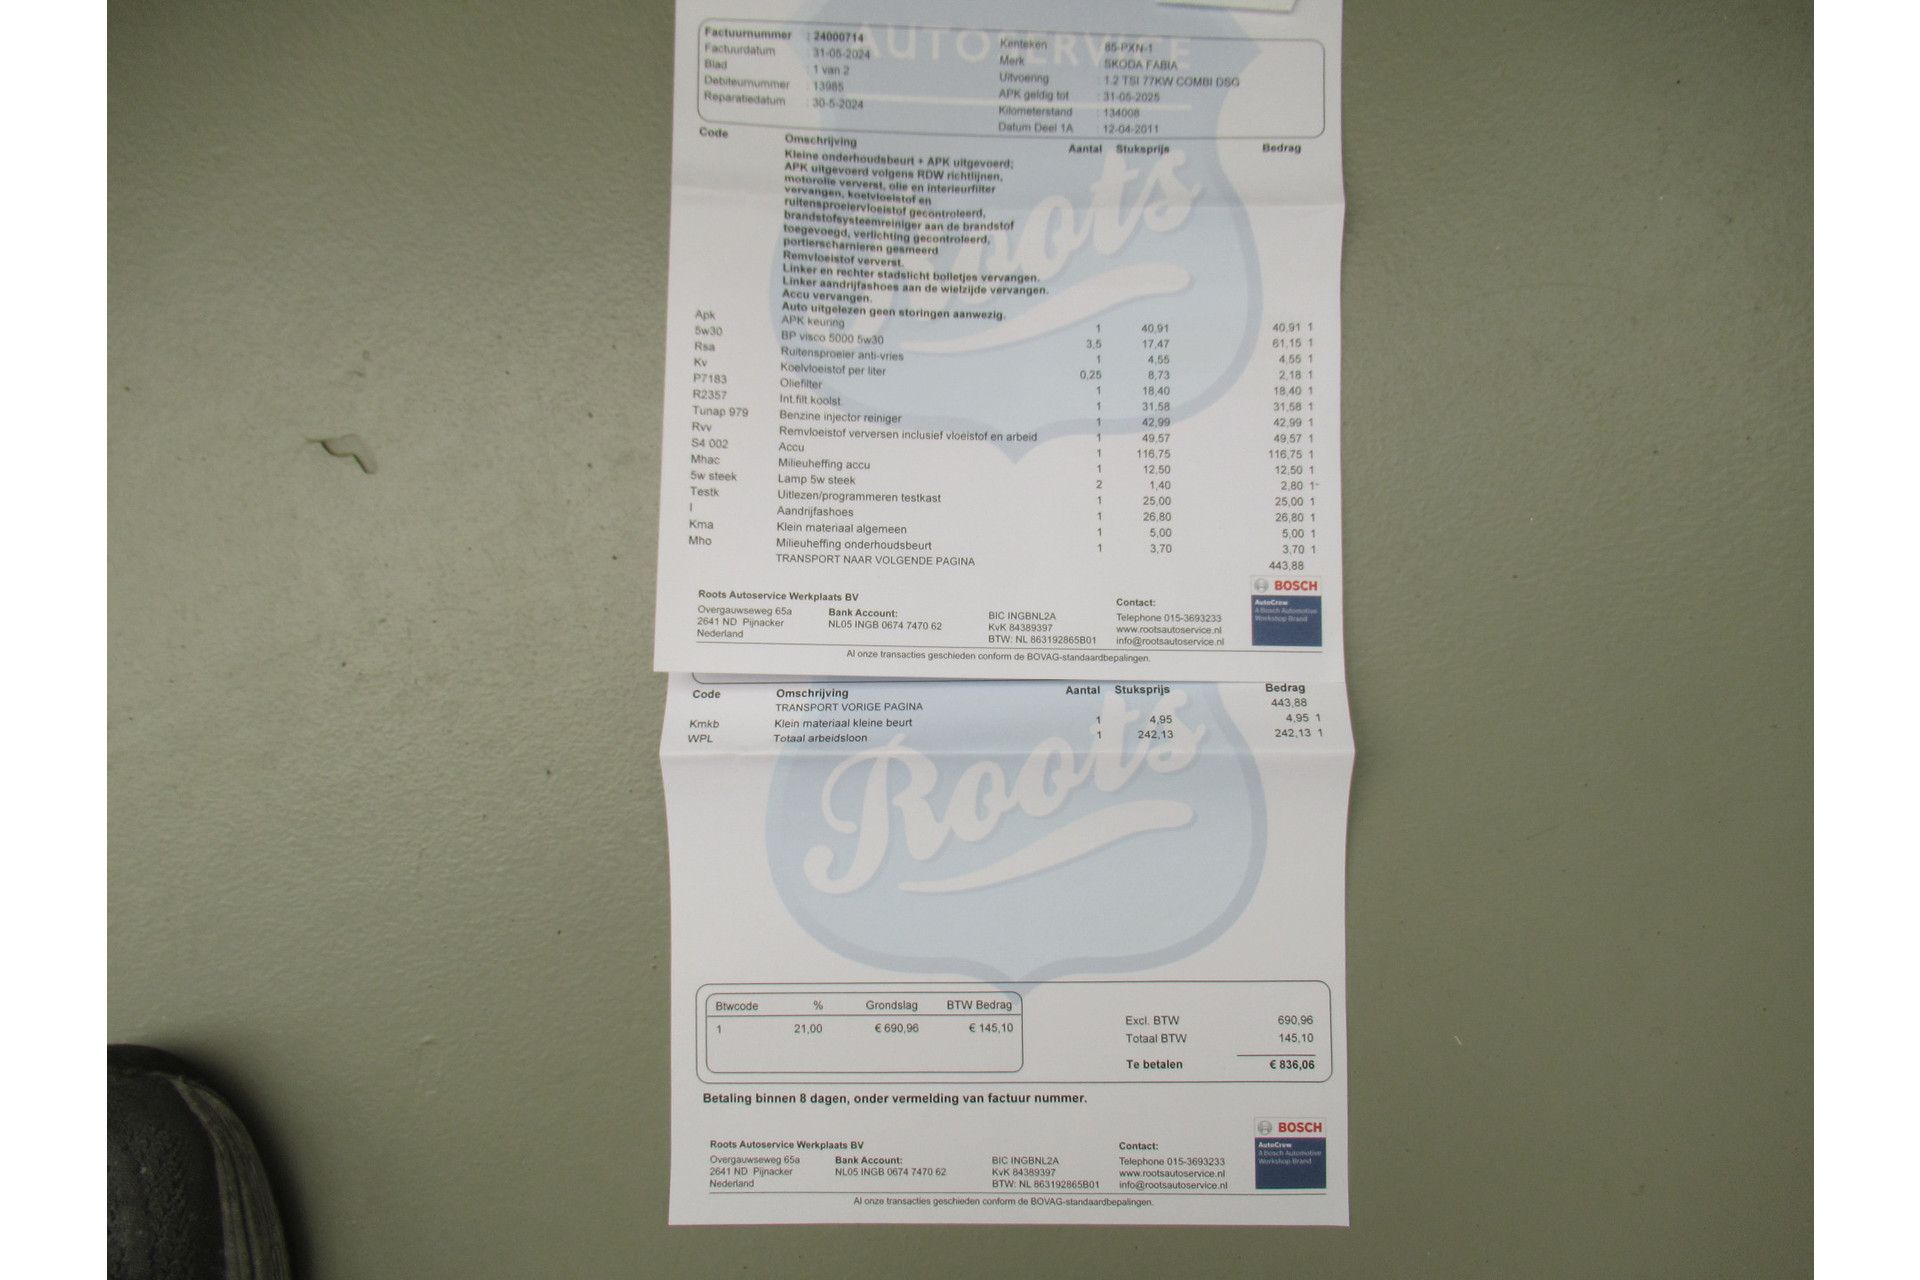 AUTOSERVICE
Factuurnummer : 24000714
Factuurdatum : 31-05-2024
Blad : 1 van 2
Debiteurnummer : 13985
Reparatiedatum : 30-5-2024
Kenteken : 85-PXN-1
Merk : SKODA FABIA
Uitvoering : 1.2 TSI 77KW COMBI DSG
APK geldig tot : 31-05-2025
Kilometerstand : 134008
Datum Deel 1A : 12-04-2011
Code Omschrijving Aantal Stuksprijs Bedrag
Kleine onderhoudsbeurt + APK uitgevoerd;
APK uitgevoerd volgens RDW richtlijnen,
motorolie ververst, olie en interieurfilter
vervangen, koelvloeistof en
ruitensproeiervloeistof gecontroleerd,
brandstofsysteemreiniger aan de brandstof
toegevoegd, verlichting gecontroleerd,
portierscharnieren gesmeerd
Remvloeistof ververst.
Linker en rechter stadslicht bolletjes vervangen.
Linker aandrijfashoes aan de wielzijde vervangen.
Accu vervangen.
Auto uitgelezen geen storingen aanwezig.
Apk APK keuring 1 40,91 40,91 1
5w30 BP visco 5000 5w30 3,5 17,47 61,15 1
Rsa Ruitensproeier anti-vries 1 4,55 4,55 1
Kv Koelvloeistof per liter 0,25 8,73 2,18 1
P7183 Oliefilter 1 18,40 18,40 1
R2357 Int.filt koolst 1 31,58 31,58 1
Tunap 979 Benzine injector reiniger 1 42,99 42,99 1
Rvv Remvloeistof verversen inclusief vloeistof en arbeid 1 49,57 49,57 1
S4 002 Accu 1 116,75 116,75 1
Mhac Milieuheffing accu 1 12,50 12,50 1
5w steek Lamp 5w steek 2 1,40 2,80 1
Testk Uitlezen/programmeren testkast 1 25,00 25,00 1
I Aandrijfashoes 1 26,80 26,80 1
Kma Klein materiaal algemeen 1 5,00 5,00 1
Mho Milieuheffing onderhoudsbeurt 1 3,70 3,70 1
TRANSPORT NAAR VOLGENDE PAGINA 443,88
Roots
Roots Autoservice Werkplaats BV
Overgauwseweg 65a
2641 ND Pijnacker
Nederland
Bank Account:
NL05 INGB 0674 7470 62
BIC INGBNL2A
KvK 84389397
BTW: NL 863192865B01
Contact:
Telephone 015-3693233
www.rootsautoservice.nl
info@rootsautoservice.nl
BOSCH
AutoCrew
A Bosch Automotive
Workshop Brand
Al onze transacties geschieden conform de BOVAG-standaardbepalingen.
Code Omschrijving Aantal Stuksprijs Bedrag
TRANSPORT VORIGE PAGINA 443,88
Kmkb Klein materiaal kleine beurt 1 4,95 4,95 1
WPL Totaal arbeidsloon 1 242,13 242,13 1
Roots
Btwcode % Grondslag BTW Bedrag
1 21,00 € 690,96 € 145,10
Excl. BTW 690,96
Totaal BTW 145,10
Te betalen € 836,06
Betaling binnen 8 dagen, onder vermelding van factuur nummer.
Roots Autoservice Werkplaats BV
Overgauwseweg 65a
2641 ND Pijnacker
Nederland
Bank Account:
NL05 INGB 0674 7470 62
BIC INGBNL2A
KvK 84389397
BTW: NL 863192865B01
Contact:
Telephone 015-3693233
www.rootsautoservice.nl
info@rootsautoservice.nl
BOSCH
AutoCrew
A Bosch Automotive
Workshop Brand
Al onze transacties geschieden conform de BOVAG-standaardbepalingen.